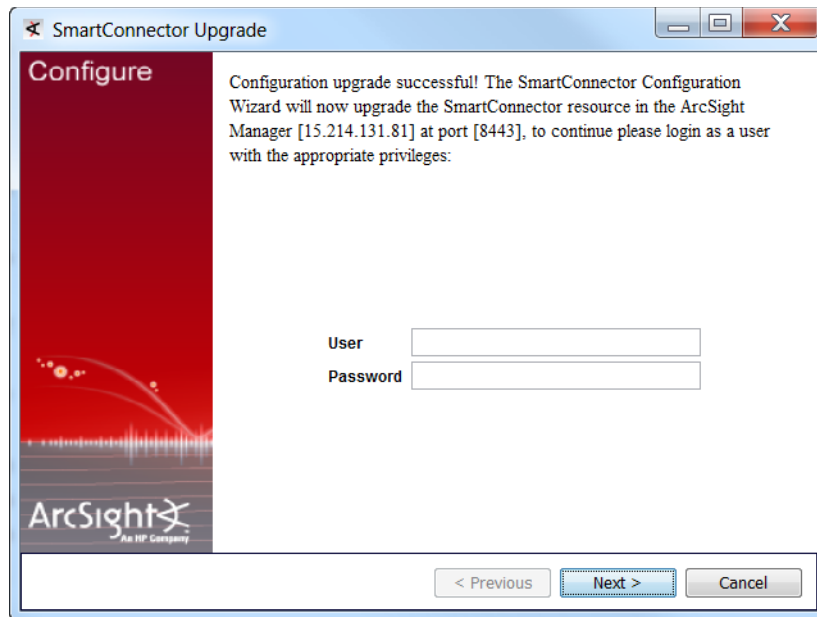 SmartConnector Upgrade
Configure
Configuration upgrade successful! The SmartConnector Configuration
Wizard will now upgrade the SmartConnector resource in the ArcSight
Manager [15.214.131.81] at port [8443], to continue please login as a user
with the appropriate privileges:
User
Password
ArcSight
An HP Company
< Previous
Next >
Cancel